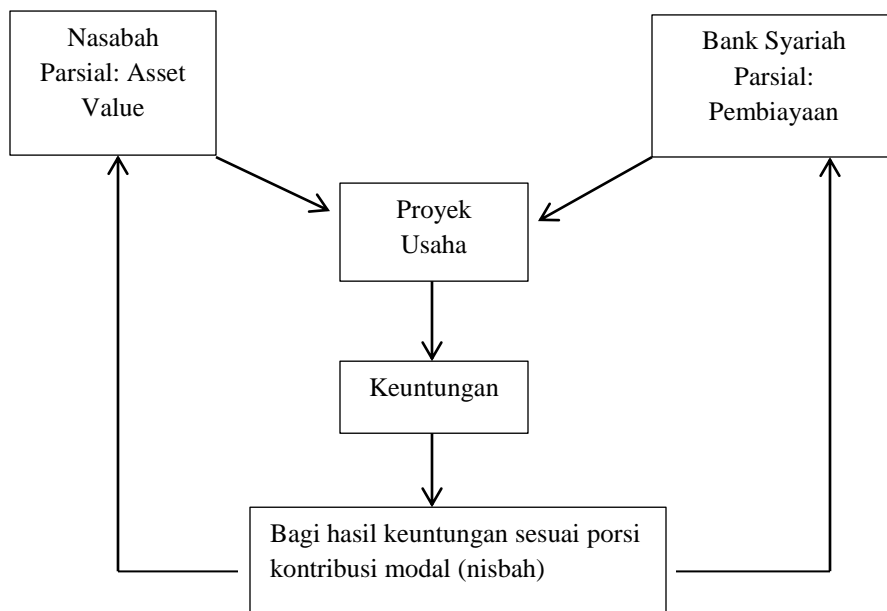 Nasabah
Parsial: Asset
Value
Bank Syariah
Parsial:
Pembiayaan
Proyek
Usaha
Keuntungan
Bagi hasil keuntungan sesuai porsi
kontribusi modal (nisbah)